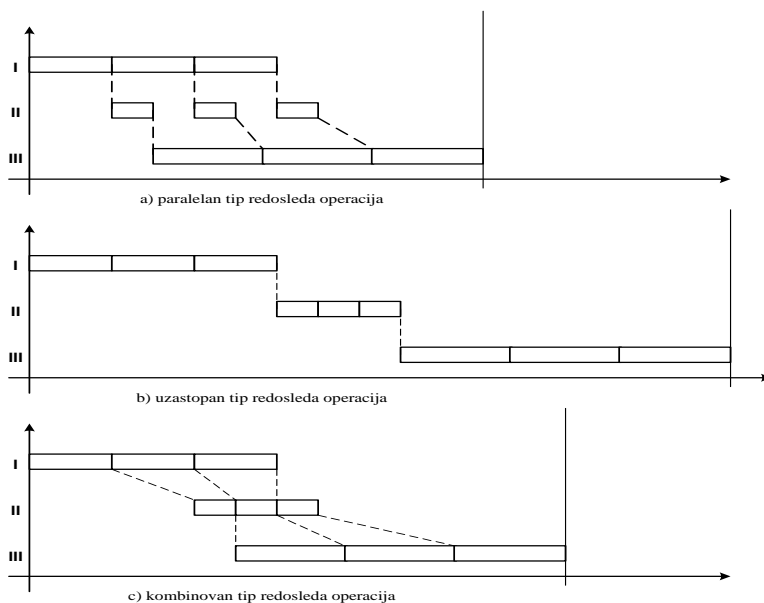 I
II
III
a) paralelan tip redosleda operacija
I
II
III
b) uzastopan tip redosleda operacija
I
II
III
c) kombinovan tip redosleda operacija